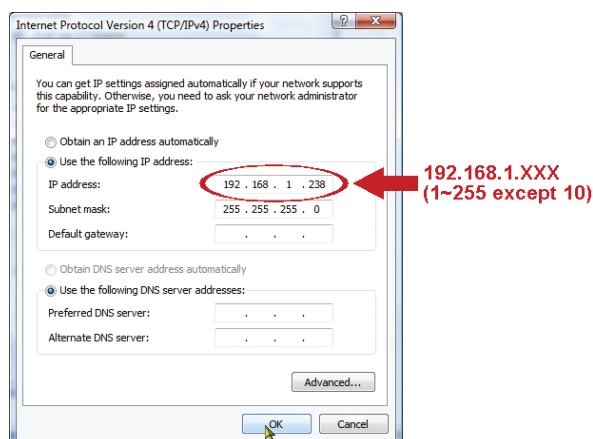 Internet Protocol Version 4 (TCP/IPv4) Properties
General
You can get IP settings assigned automatically if your network supports
this capability. Otherwise, you need to ask your network administrator
for the appropriate IP settings.
Obtain an IP address automatically
Use the following IP address:
IP address: 192 . 168 . 1 . 238
Subnet mask: 255 . 255 . 255 . 0
Default gateway: . . .
192.168.1.XXX
(1~255 except 10)
Obtain DNS server address automatically
Use the following DNS server addresses:
Preferred DNS server: . . .
Alternate DNS server: . . .
Advanced...
OK Cancel